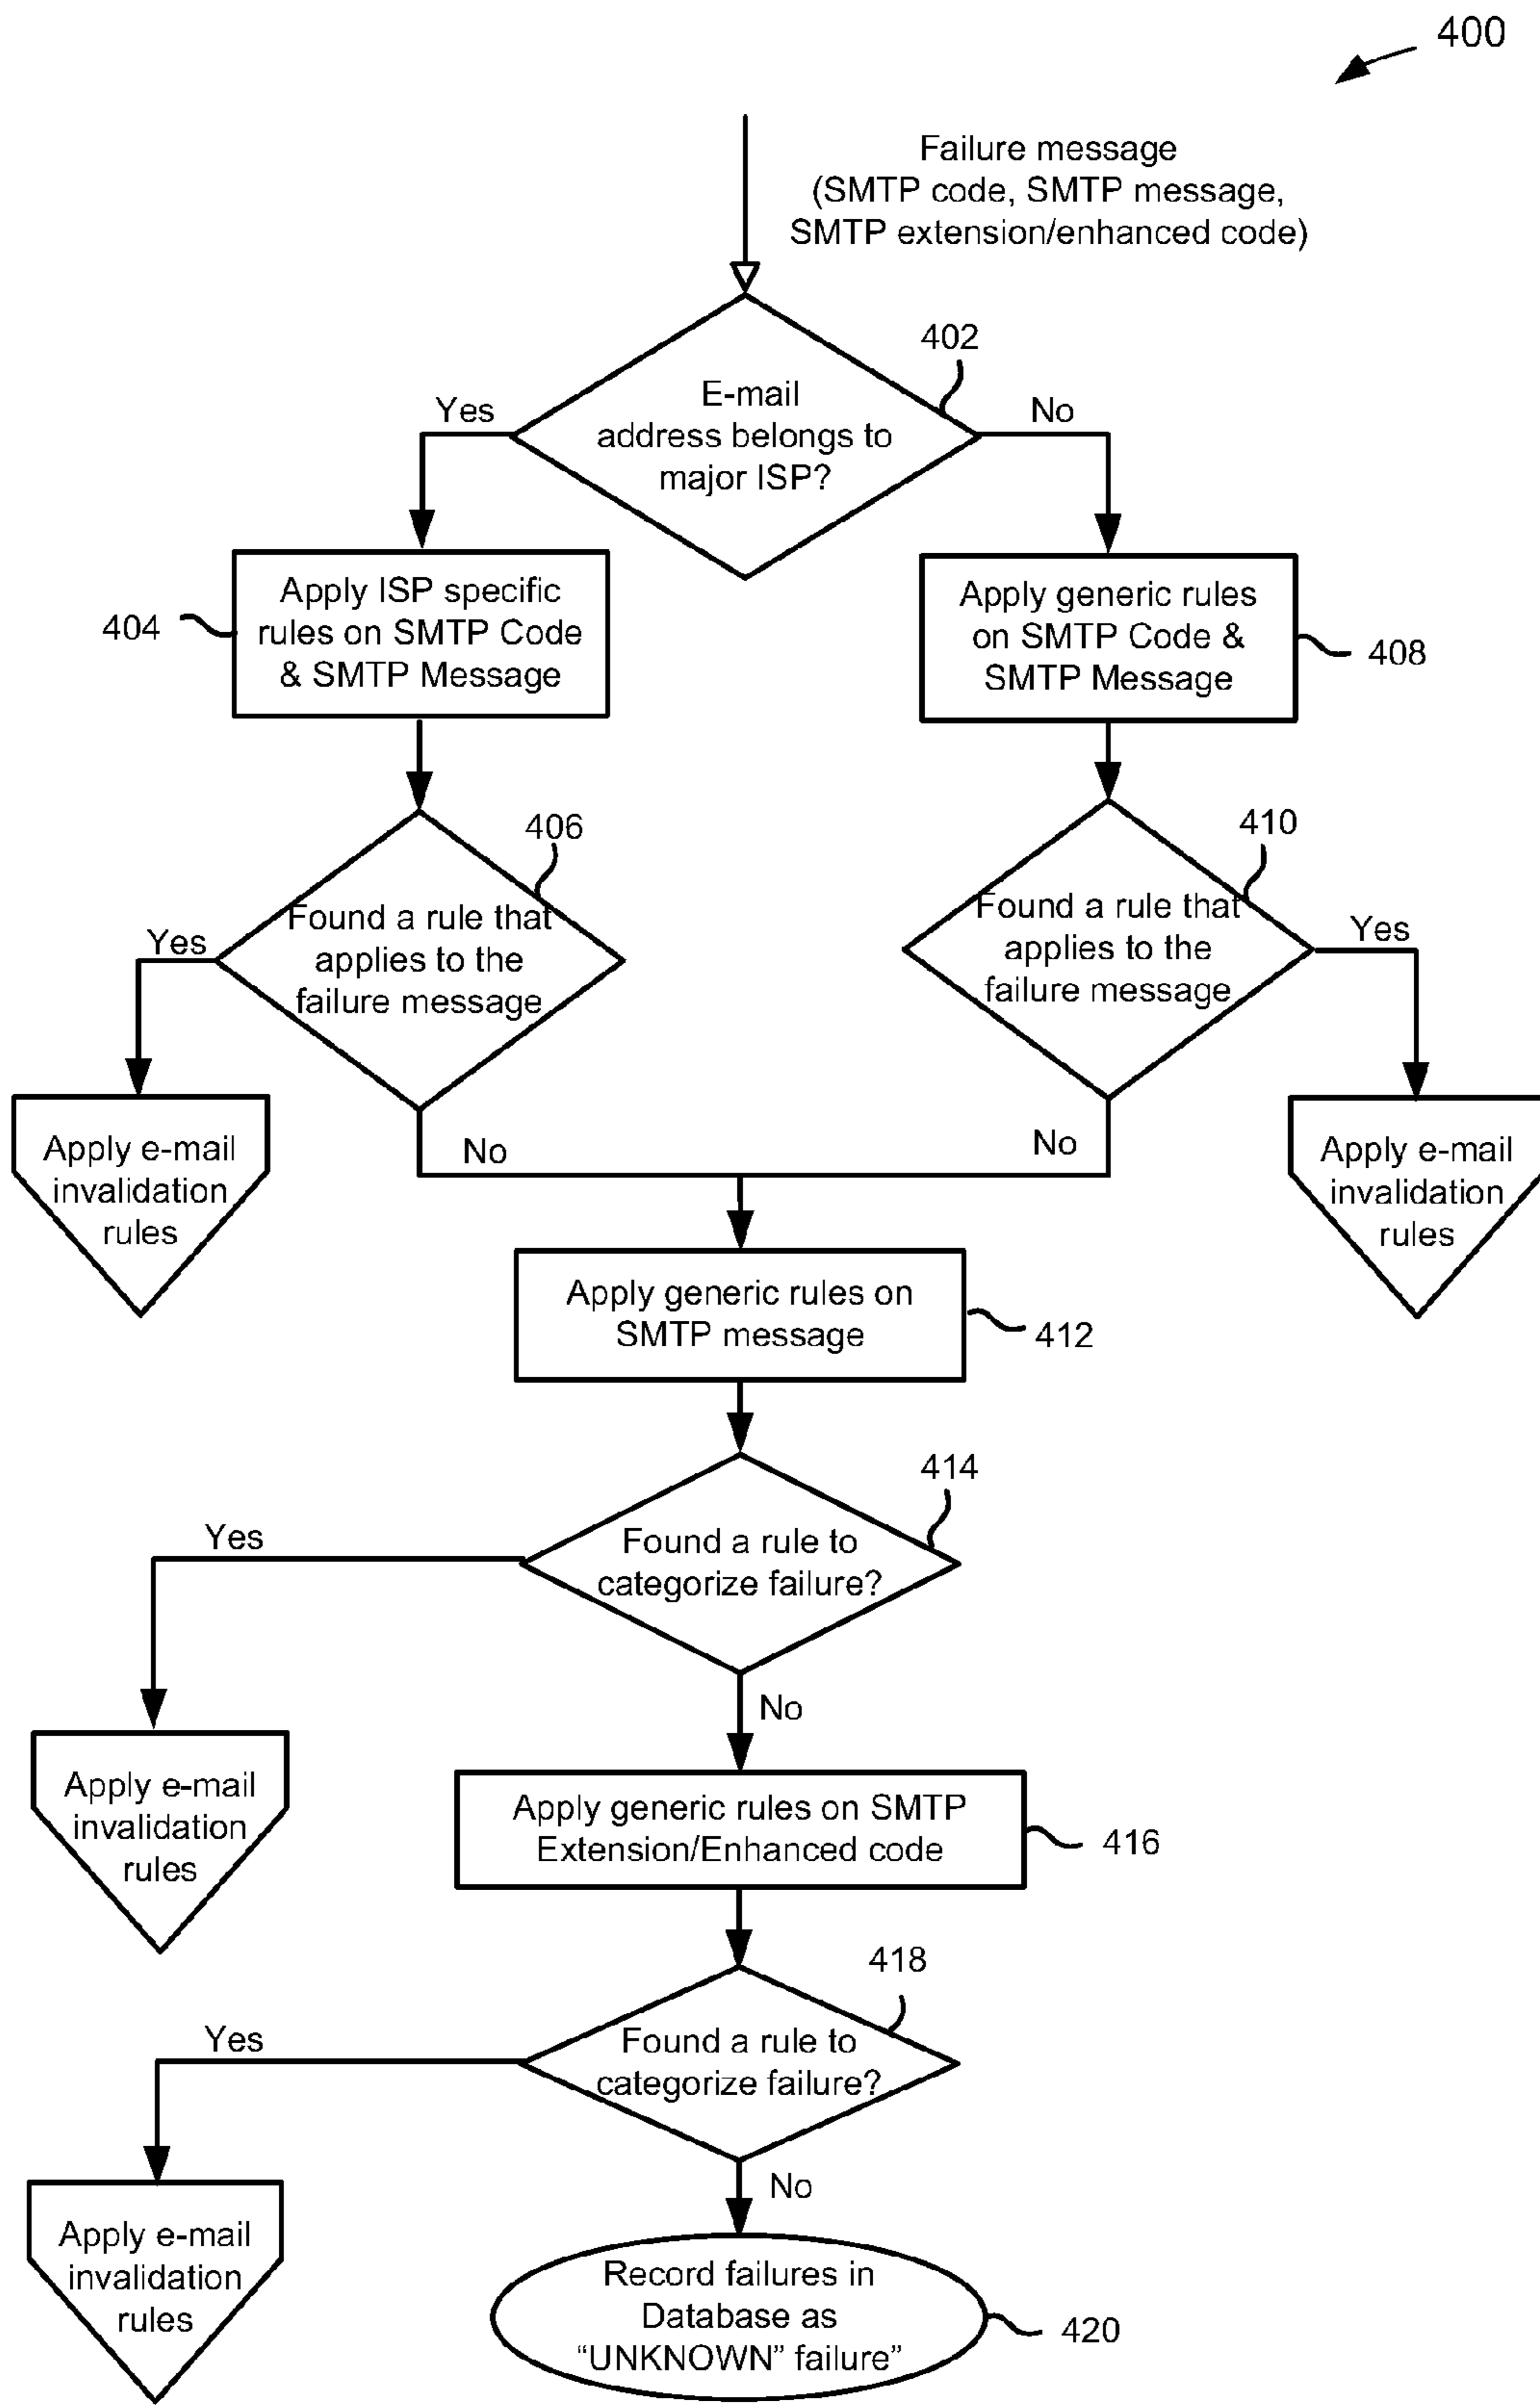 400
Failure message
(SMTP code, SMTP message,
SMTP extension/enhanced code)
402
E-mail
address belongs to
major ISP?
Yes
No
Apply ISP specific
rules on SMTP Code
& SMTP Message
404
Apply generic rules
on SMTP Code &
SMTP Message
408
406
Found a rule that
applies to the
failure message
Yes
No
410
Found a rule that
applies to the
failure message
Yes
No
Apply e-mail
invalidation
rules
Apply e-mail
invalidation
rules
Apply generic rules on
SMTP message
412
414
Found a rule to
categorize failure?
Yes
No
Apply e-mail
invalidation
rules
Apply generic rules on SMTP
Extension/Enhanced code
416
418
Found a rule to
categorize failure?
Yes
No
Apply e-mail
invalidation
rules
Record failures in
Database as
“UNKNOWN” failure”
420